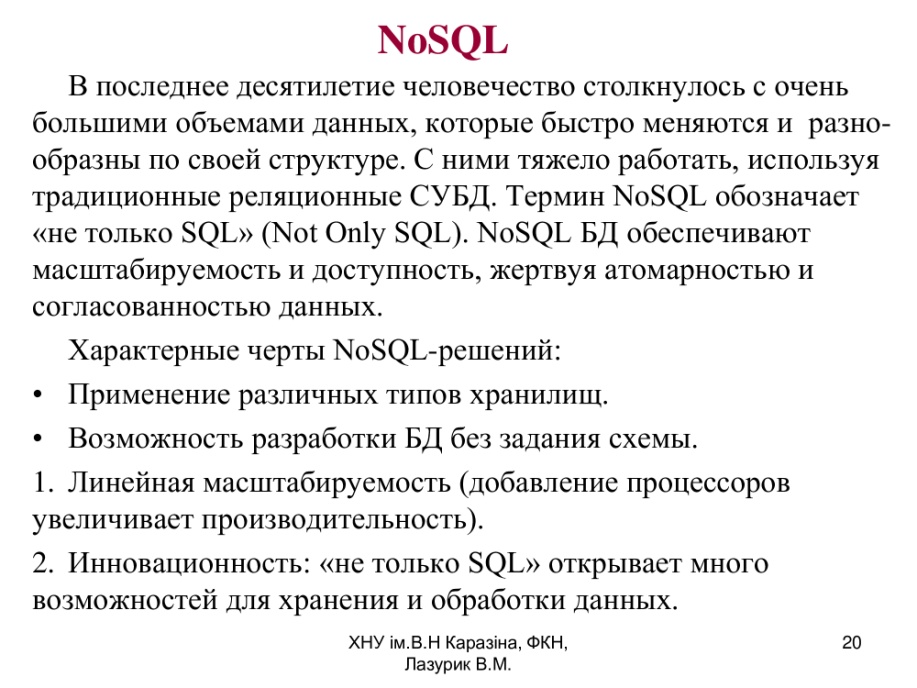 NoSQL
В последнее десятилетие человечество столкнулось с очень
большими объемами данных, которые быстро меняются и разно-
образны по своей структуре. С ними тяжело работать, используя
традиционные реляционные СУБД. Термин NoSQL обозначает
«не только SQL» (Not Only SQL). NoSQL БД обеспечивают
масштабируемость и доступность, жертвуя атомарностью и
согласованностью данных.
Характерные черты NoSQL-решений:
• Применение различных типов хранилищ.
• Возможность разработки БД без задания схемы.
1. Линейная масштабируемость (добавление процессоров
увеличивает производительность).
2. Инновационность: «не только SQL» открывает много
возможностей для хранения и обработки данных.
ХНУ ім.В.Н Каразіна, ФКН,
Лазурик В.М.
20